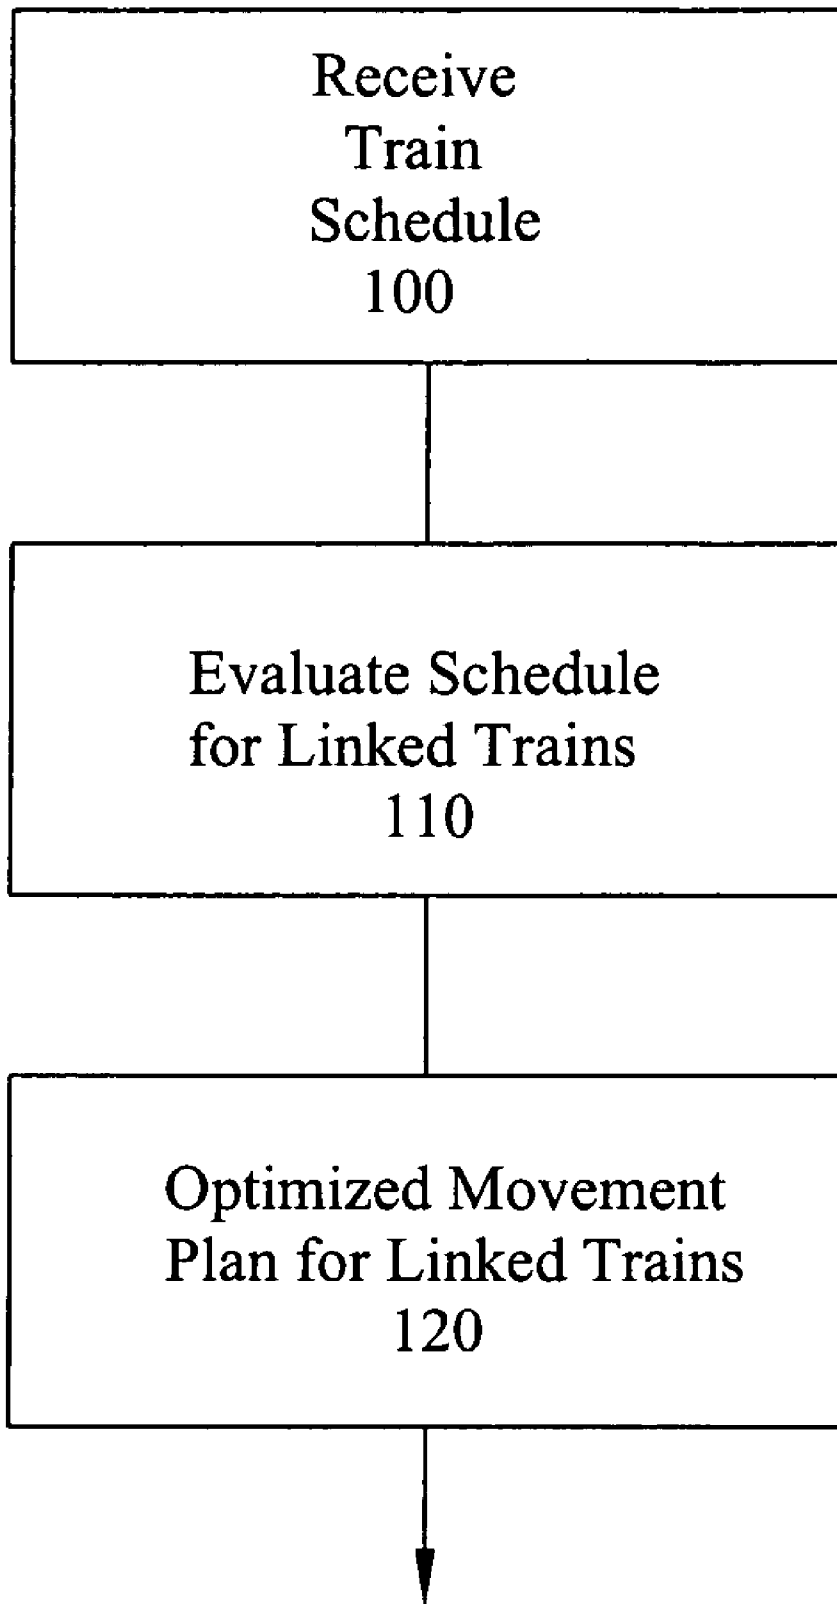 Receive
Train
Schedule
100
Evaluate Schedule
for Linked Trains
110
Optimized Movement
Plan for Linked Trains
120